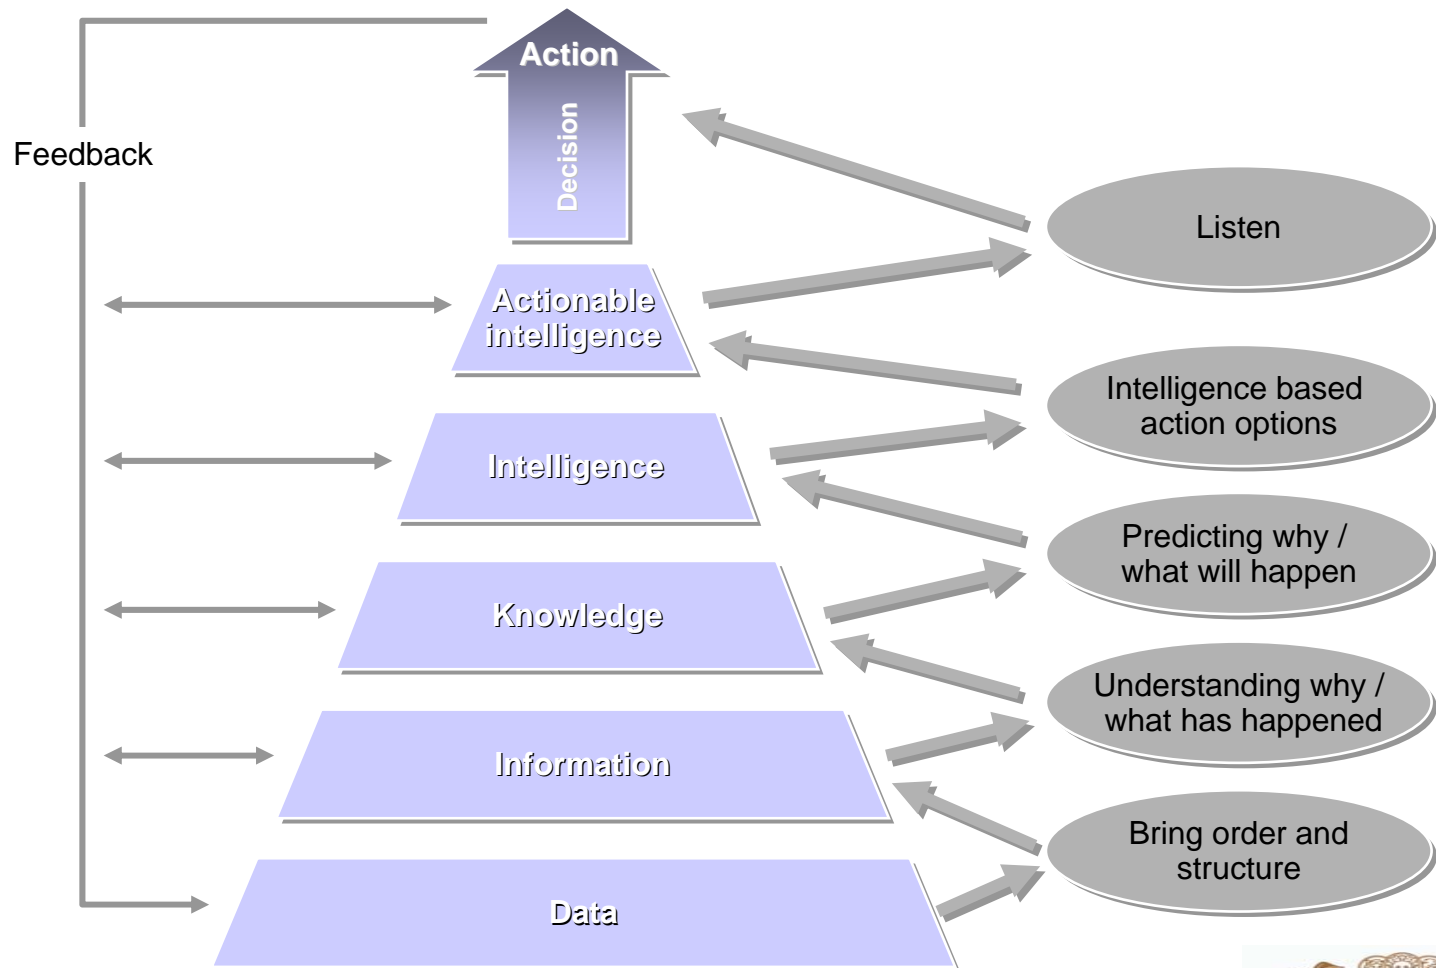 Action
Decision
Feedback
Listen
Actionable
intelligence
Intelligence based
action options
Intelligence
Predicting why /
what will happen
Knowledge
Understanding why /
what has happened
Information
Bring order and
structure
Data